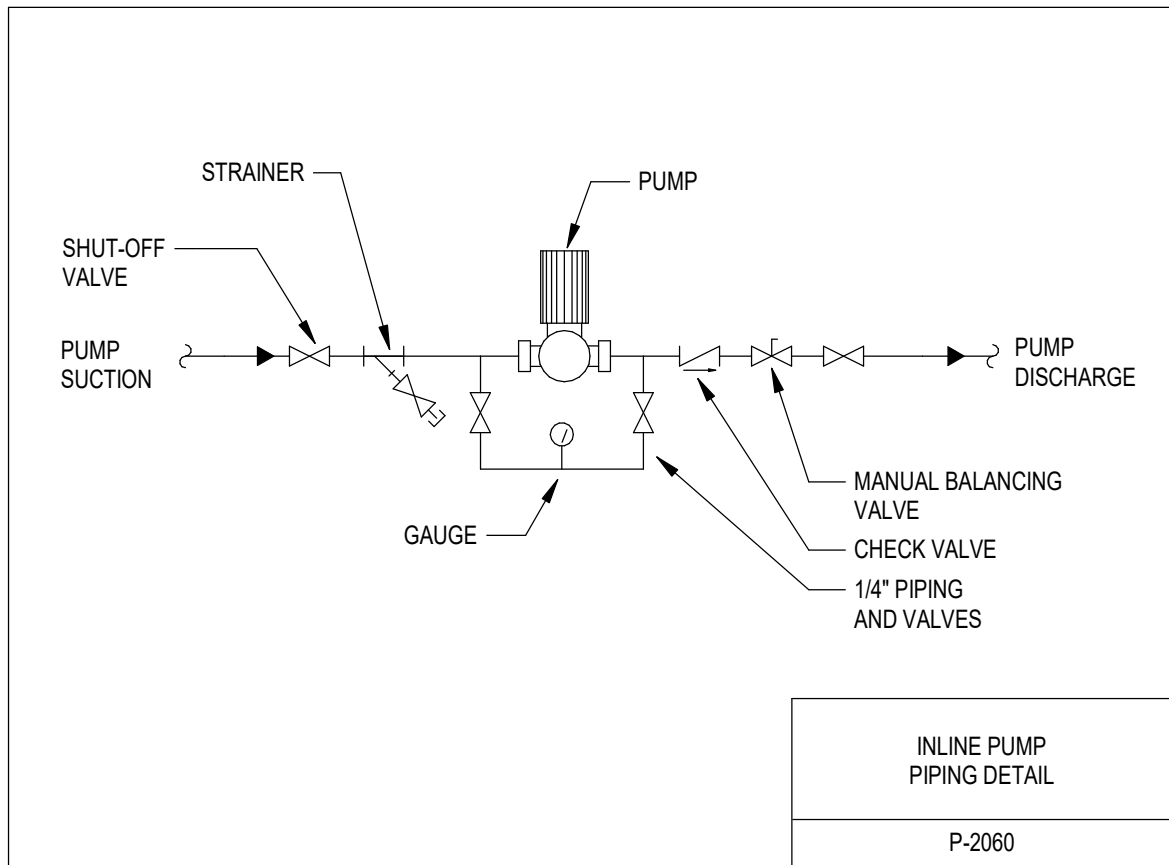 STRAINER
PUMP
SHUT-OFF
VALVE
PUMP
SUCTION
PUMP
DISCHARGE
MANUAL BALANCING
VALVE
GAUGE
CHECK VALVE
1/4" PIPING
AND VALVES
INLINE PUMP
PIPING DETAIL
P-2060